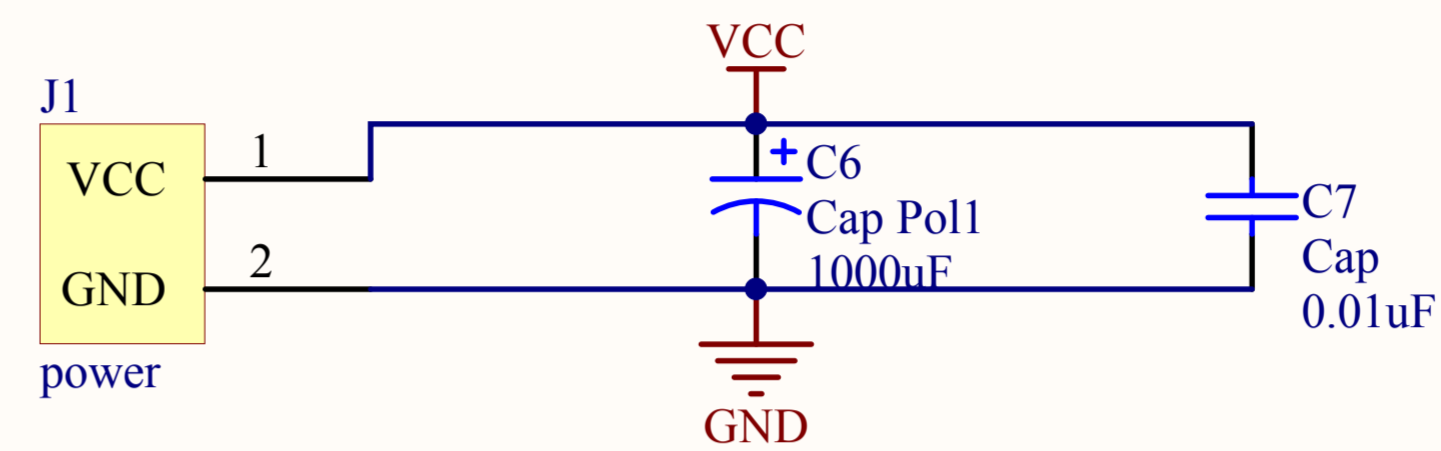 VCC
J1
1
VCC
+
C6
Cap Pol1
1000uF
C7
Cap
0.01uF
2
GND
power
GND